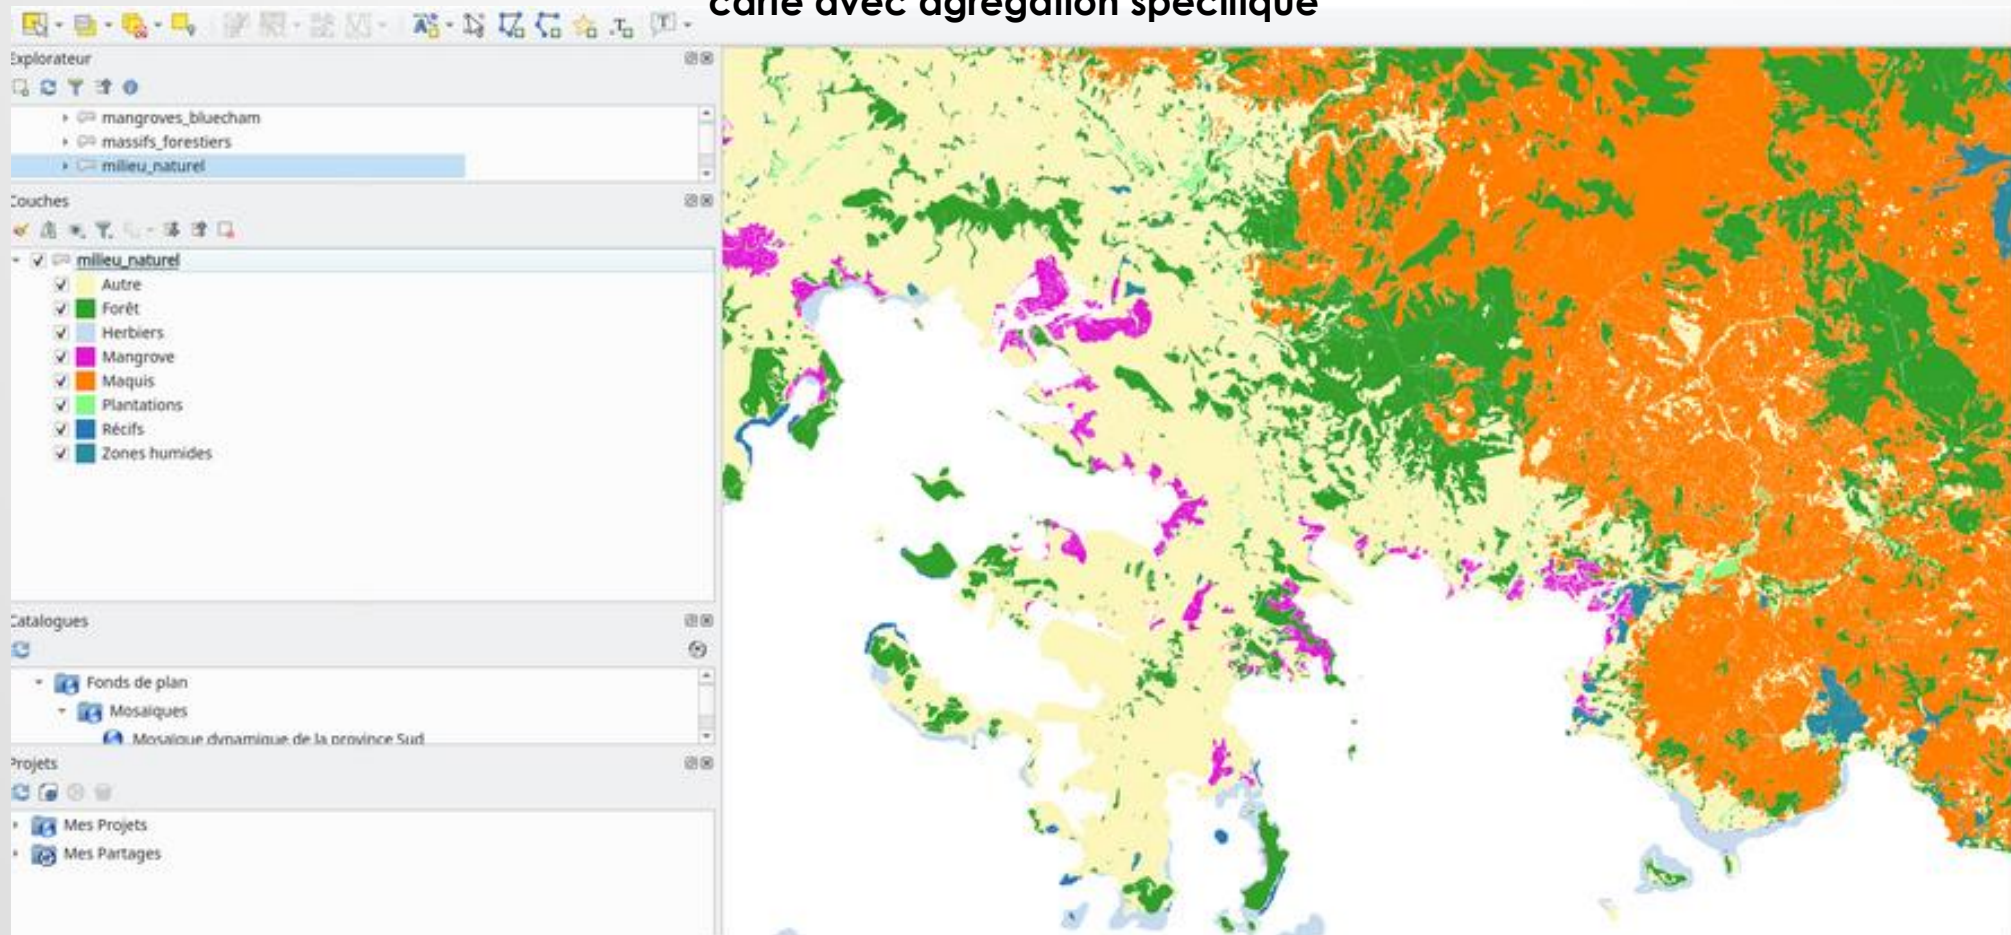 carte avec agrégation spécifique
Explorateur
mangroves_bluecham
massifs_forestiers
milieu_naturel
Couches
milieu_naturel
Autre
Forêt
Herbiers
Mangrove
Maquis
Plantations
Récifs
Zones humides
Catalogues
Fonds de plan
Mosaïques
Mosaïque dynamique de la province Sud
Projets
Mes Projets
Mes Partages